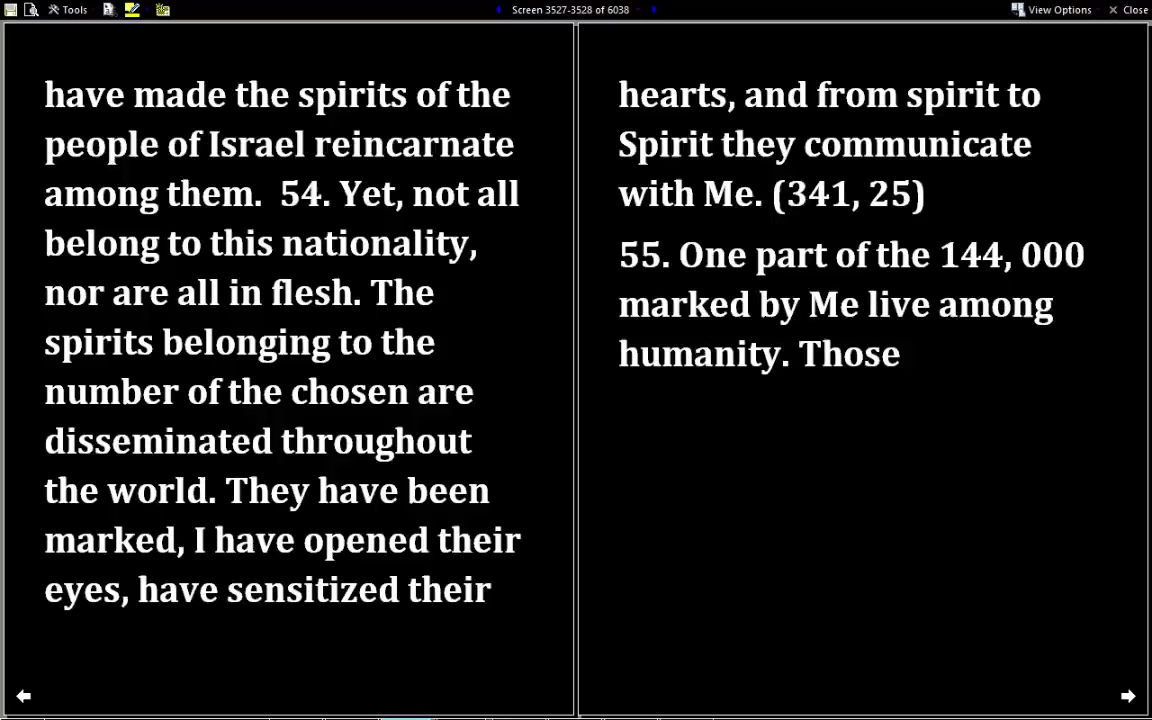 Tools
Screen 3527-3528 of 6038
View Options
Close
have made the spirits of the
people of Israel reincarnate
among them.  54. Yet, not all
belong to this nationality,
nor are all in flesh. The
spirits belonging to the
number of the chosen are
disseminated throughout
the world. They have been
marked, I have opened their
eyes, have sensitized their
hearts, and from spirit to
Spirit they communicate
with Me. (341, 25)
55. One part of the 144, 000
marked by Me live among
humanity. Those